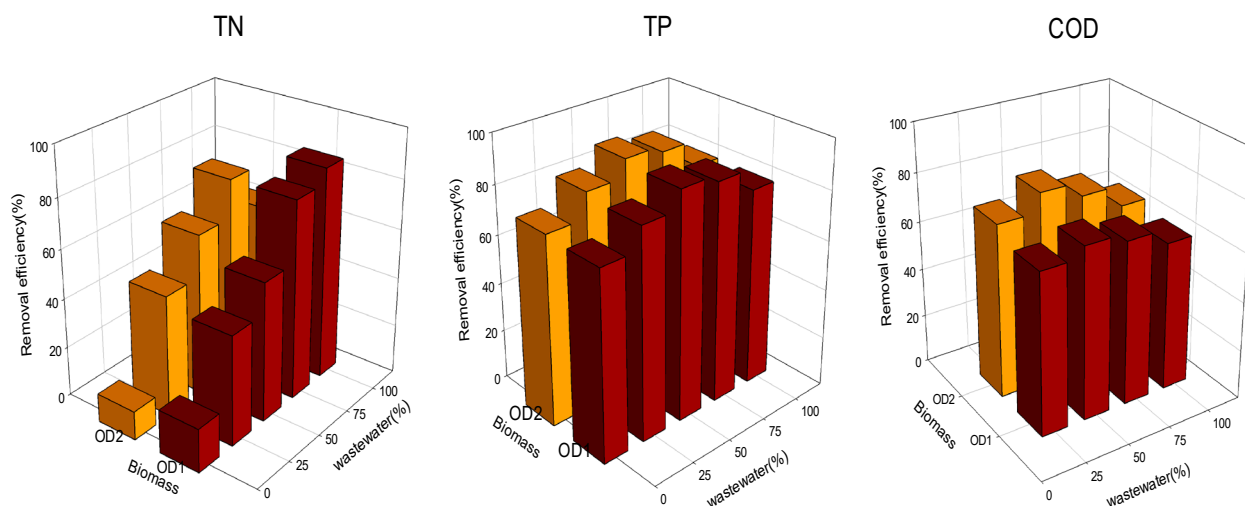 TN
Removal efficiency(%)
100
80
60
40
20
0
OD2
OD1
Biomass
0
25
50
75
100
wastewater(%)
TP
Removal efficiency(%)
100
80
60
40
20
0
OD2
OD1
Biomass
0
25
50
75
100
wastewater(%)
COD
Removal efficiency(%)
100
80
60
40
20
0
OD2
OD1
Biomass
0
25
50
75
100
wastewater(%)